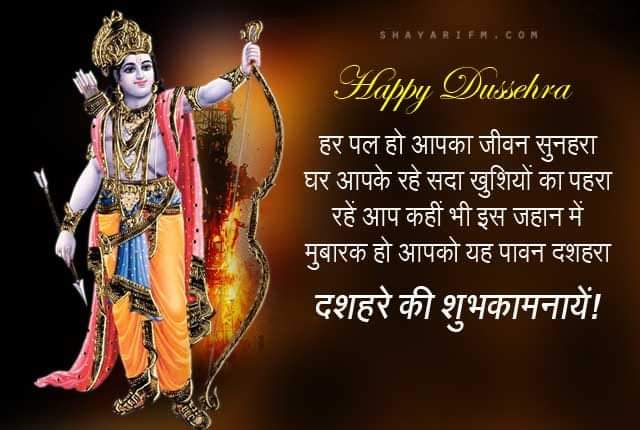 SHAYARIFM.COM
Happy Dussehra
हर पल हो आपका जीवन सुनहरा
घर आपके रहे सदा खुशियों का पहरा
रहें आप कहीं भी इस जहान में
मुबारक हो आपको यह पावन दशहरा
दशहरे की शुभकामनायें!